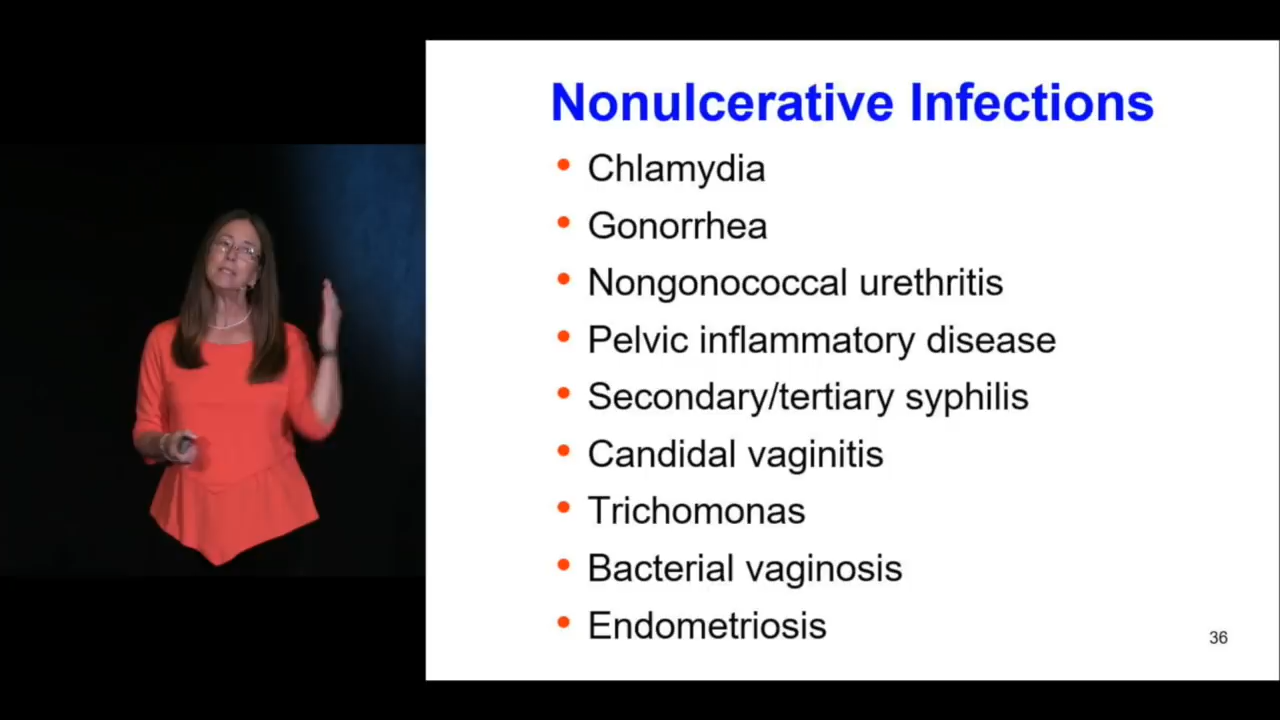 Nonulcerative Infections
• Chlamydia
• Gonorrhea
• Nongonococcal urethritis
• Pelvic inflammatory disease
• Secondary/tertiary syphilis
• Candidal vaginitis
• Trichomonas
• Bacterial vaginosis
• Endometriosis
36